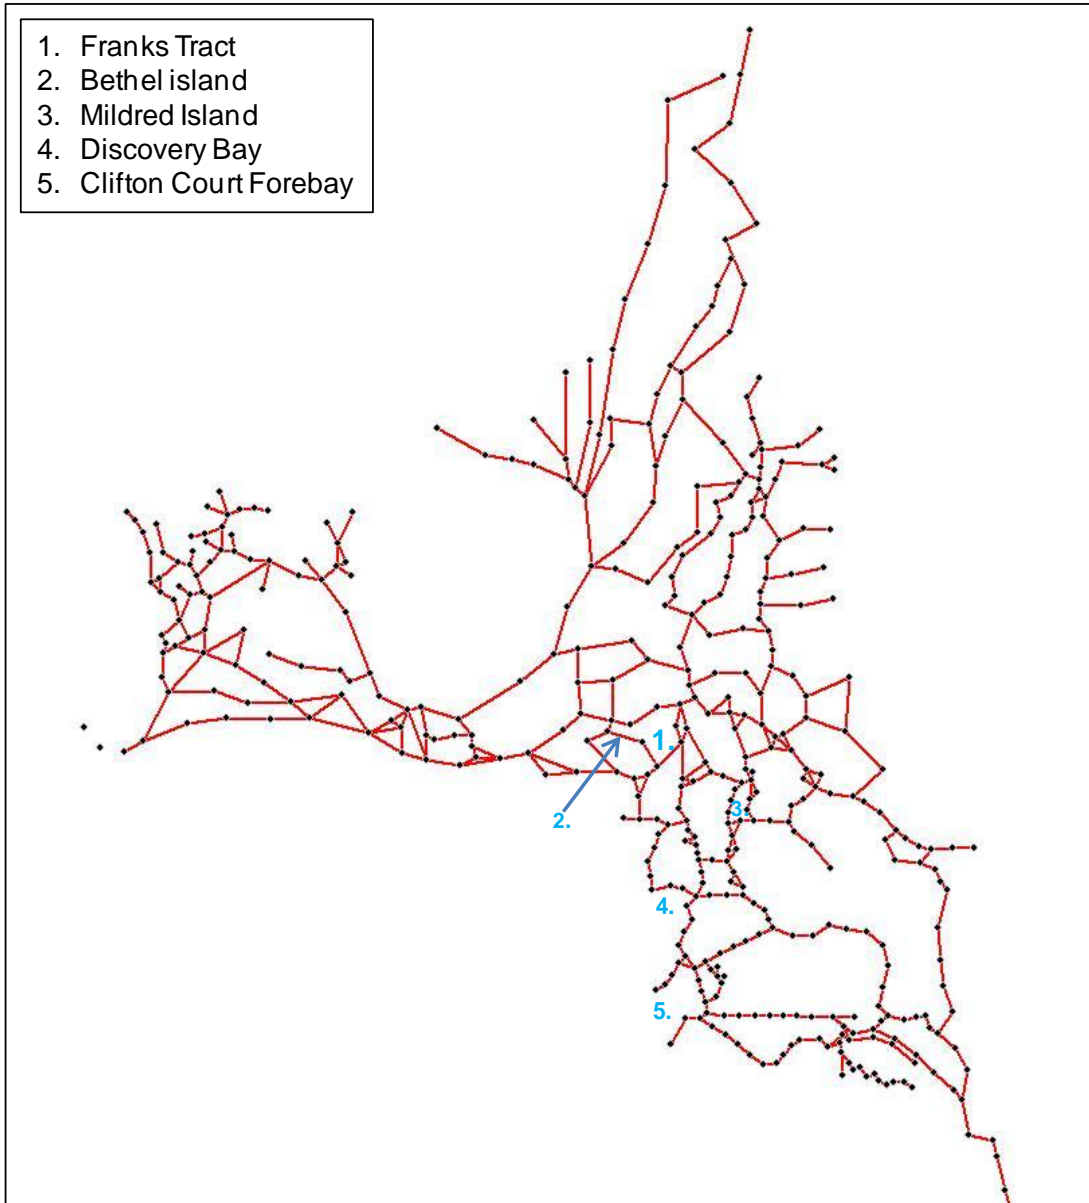 1. Franks Tract
2. Bethel island
3. Mildred Island
4. Discovery Bay
5. Clifton Court Forebay
1.
3.
2.
4.
5.